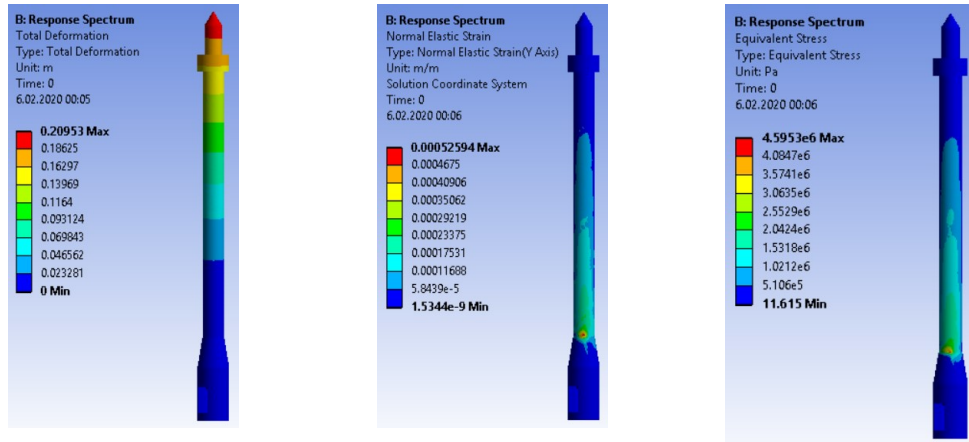 B: Response Spectrum
Total Deformation
Type: Total Deformation
Unit: m
Time: 0
6.02.2020 00:05
0.20953 Max
0.18625
0.16297
0.13969
0.1164
0.093124
0.069843
0.046562
0.023281
0 Min
B: Response Spectrum
Normal Elastic Strain
Type: Normal Elastic Strain(Y Axis)
Unit: m/m
Solution Coordinate System
Time: 0
6.02.2020 00:06
0.00052594 Max
0.0004675
0.00040906
0.00035062
0.00029219
0.00023375
0.00017531
0.00011688
5.8439e-5
1.5344e-9 Min
B: Response Spectrum
Equivalent Stress
Type: Equivalent Stress
Unit: Pa
Time: 0
6.02.2020 00:06
4.5953e6 Max
4.0847e6
3.5741e6
3.0635e6
2.5529e6
2.0424e6
1.5318e6
1.0212e6
5.106e5
11.615 Min